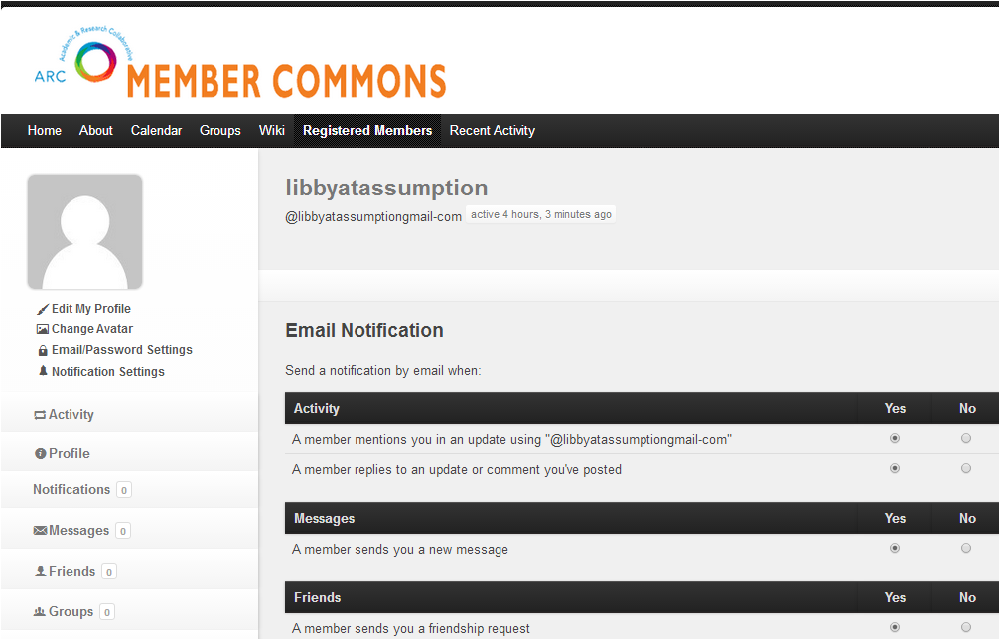 Academic & Research Collaborative
ARC
MEMBER COMMONS
Home About Calendar Groups Wiki Registered Members Recent Activity
libbyatassumption
@libbyatassumptiongmail-com active 4 hours, 3 minutes ago
Edit My Profile
Change Avatar
Email/Password Settings
Notification Settings
Activity
Profile
Notifications 0
Messages 0
Friends 0
Groups 0
Email Notification
Send a notification by email when:
Activity Yes No
A member mentions you in an update using "@libbyatassumptiongmail-com"
A member replies to an update or comment you've posted
Messages Yes No
A member sends you a new message
Friends Yes No
A member sends you a friendship request